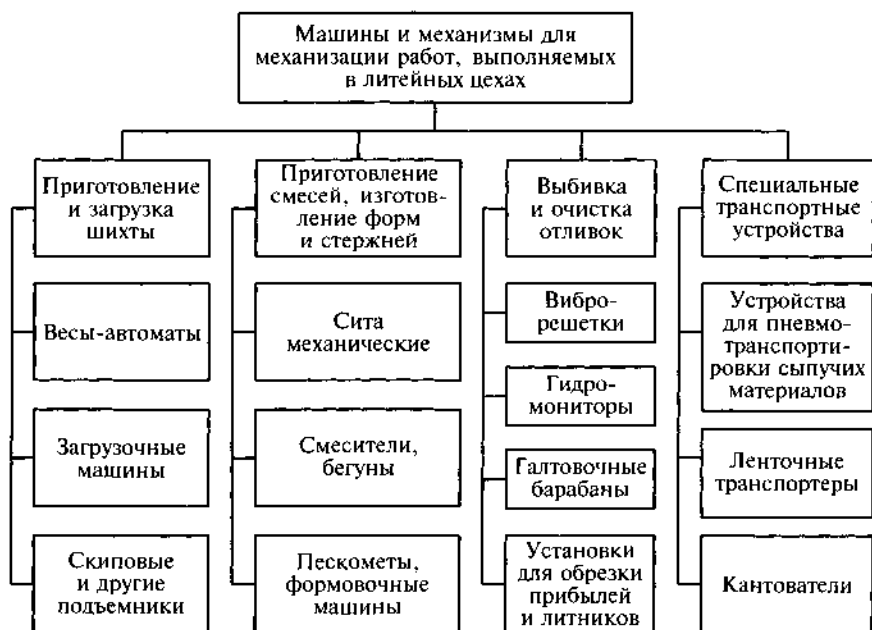 Машины и механизмы для
механизации работ, выполняемых
в литейных цехах
Приготовление
и загрузка
шихты
Весы-автоматы
Загрузочные
машины
Скиповые
и другие
подъемники
Приготовление
смесей, изготов-
ление форм
и стержней
Сита
механические
Смесители,
бегуны
Пескометы,
формовочные
машины
Выбивка
и очистка
отливок
Вибро-
решетки
Гидро-
мониторы
Галтовочные
барабаны
Установки
для обрезки
прибылей
и литников
Специальные
транспортные
устройства
Устройства
для пневмо-
транспорти-
ровки сыпучих
материалов
Ленточные
транспортеры
Кантователи